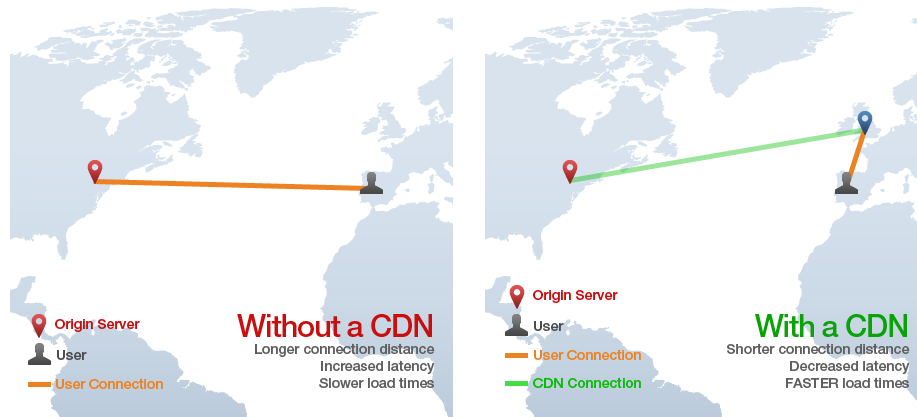 Origin Server
User
User Connection
Without a CDN
Longer connection distance
Increased latency
Slower load times
Origin Server
User
User Connection
CDN Connection
With a CDN
Shorter connection distance
Decreased latency
FASTER load times